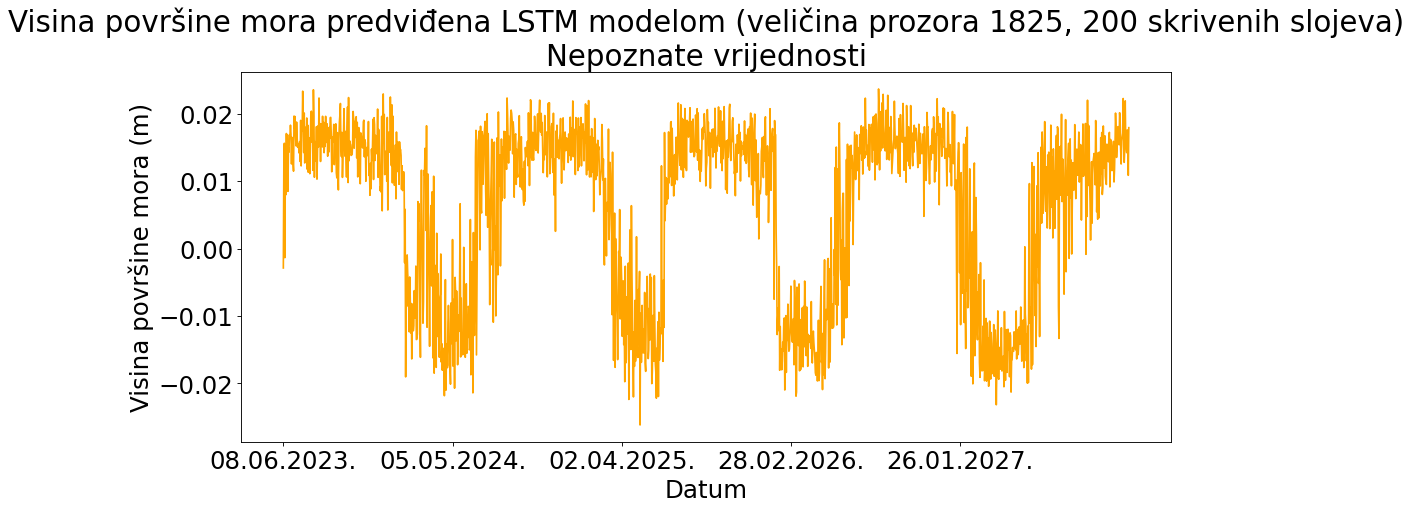 Visina površine mora predviđena LSTM modelom (veličina prozora 1825, 200 skrivenih slojeva)
Nepoznate vrijednosti
Visina površine mora (m)
0.02
0.01
0.00
−0.01
−0.02
08.06.2023. 05.05.2024. 02.04.2025. 28.02.2026. 26.01.2027.
Datum